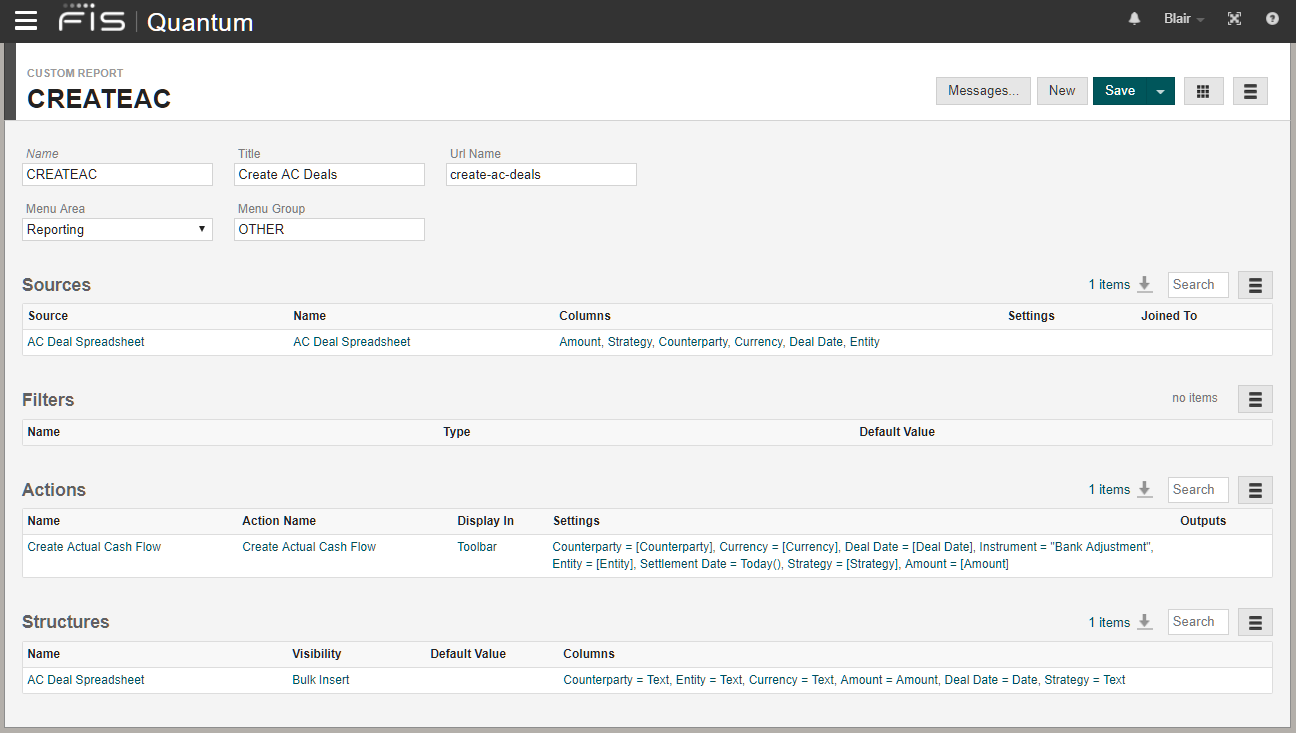 FIS Quantum Blair
CUSTOM REPORT
CREATEAC
Messages... New Save
Name Title Url Name
CREATEAC Create AC Deals create-ac-deals
Menu Area Menu Group
Reporting OTHER
Sources 1 items Search
Source Name Columns Settings Joined To
AC Deal Spreadsheet AC Deal Spreadsheet Amount, Strategy, Counterparty, Currency, Deal Date, Entity
Filters no items
Name Type Default Value
Actions 1 items Search
Name Action Name Display In Settings Outputs
Create Actual Cash Flow Create Actual Cash Flow Toolbar Counterparty = [Counterparty], Currency = [Currency], Deal Date = [Deal Date], Instrument = "Bank Adjustment",
Entity = [Entity], Settlement Date = Today(), Strategy = [Strategy], Amount = [Amount]
Structures 1 items Search
Name Visibility Default Value Columns
AC Deal Spreadsheet Bulk Insert Counterparty = Text, Entity = Text, Currency = Text, Amount = Amount, Deal Date = Date, Strategy = Text